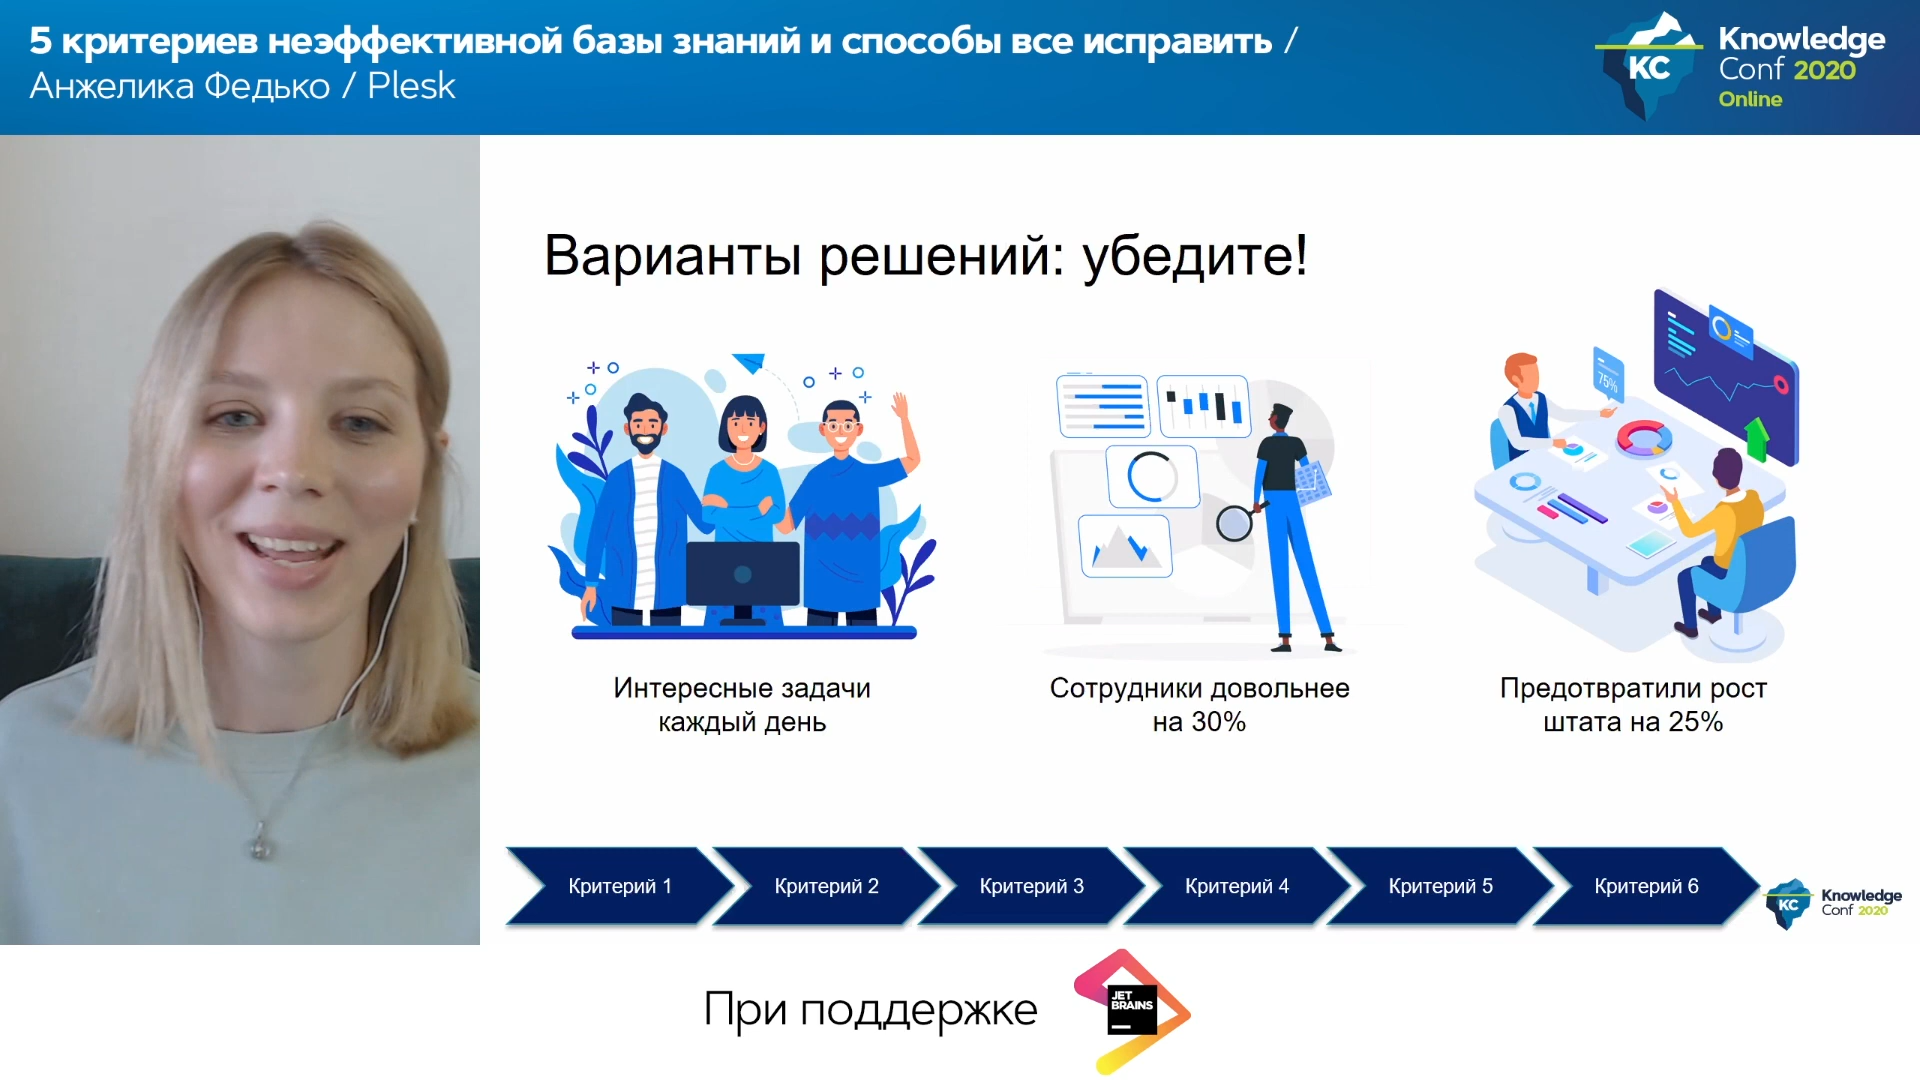 5 критериев неэффективной базы знаний и способы все исправить /
Анжелика Федько / Plesk
KC
Knowledge
Conf 2020
Online
Варианты решений: убедите!
75%
Интересные задачи
каждый день
Сотрудники довольнее
на 30%
Предотвратили рост
штата на 25%
Критерий 1
Критерий 2
Критерий 3
Критерий 4
Критерий 5
Критерий 6
KC
Knowledge
Conf 2020
При поддержке
JET
BRAINS